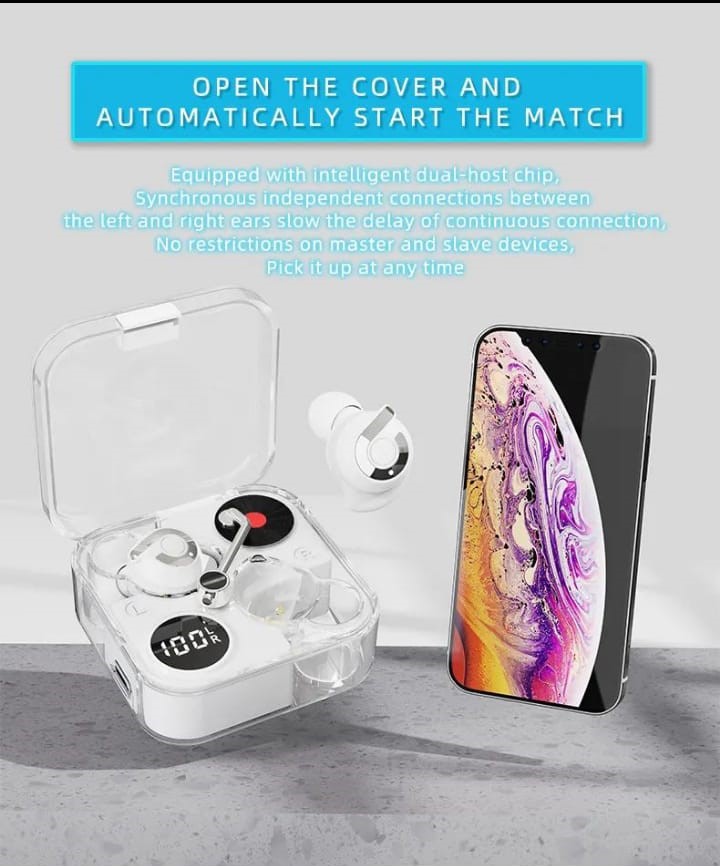 OPEN THE COVER AND
AUTOMATICALLY START THE MATCH
Equipped with intelligent dual-host chip,
Synchronous independent connections between
the left and right ears slow the delay of continuous connection,
No restrictions on master and slave devices,
Pick it up at any time
L
100 L
R